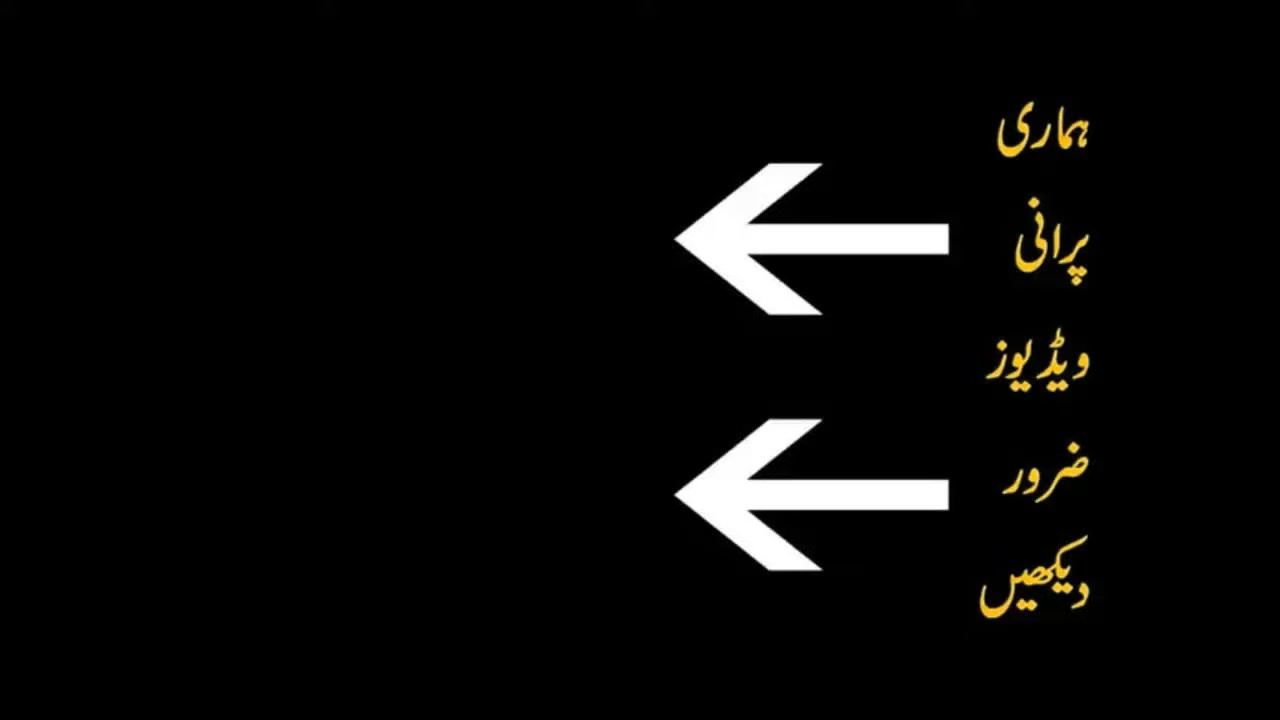 ہماری
پرانی
ویڈیوز
ضرور
دیکھیں